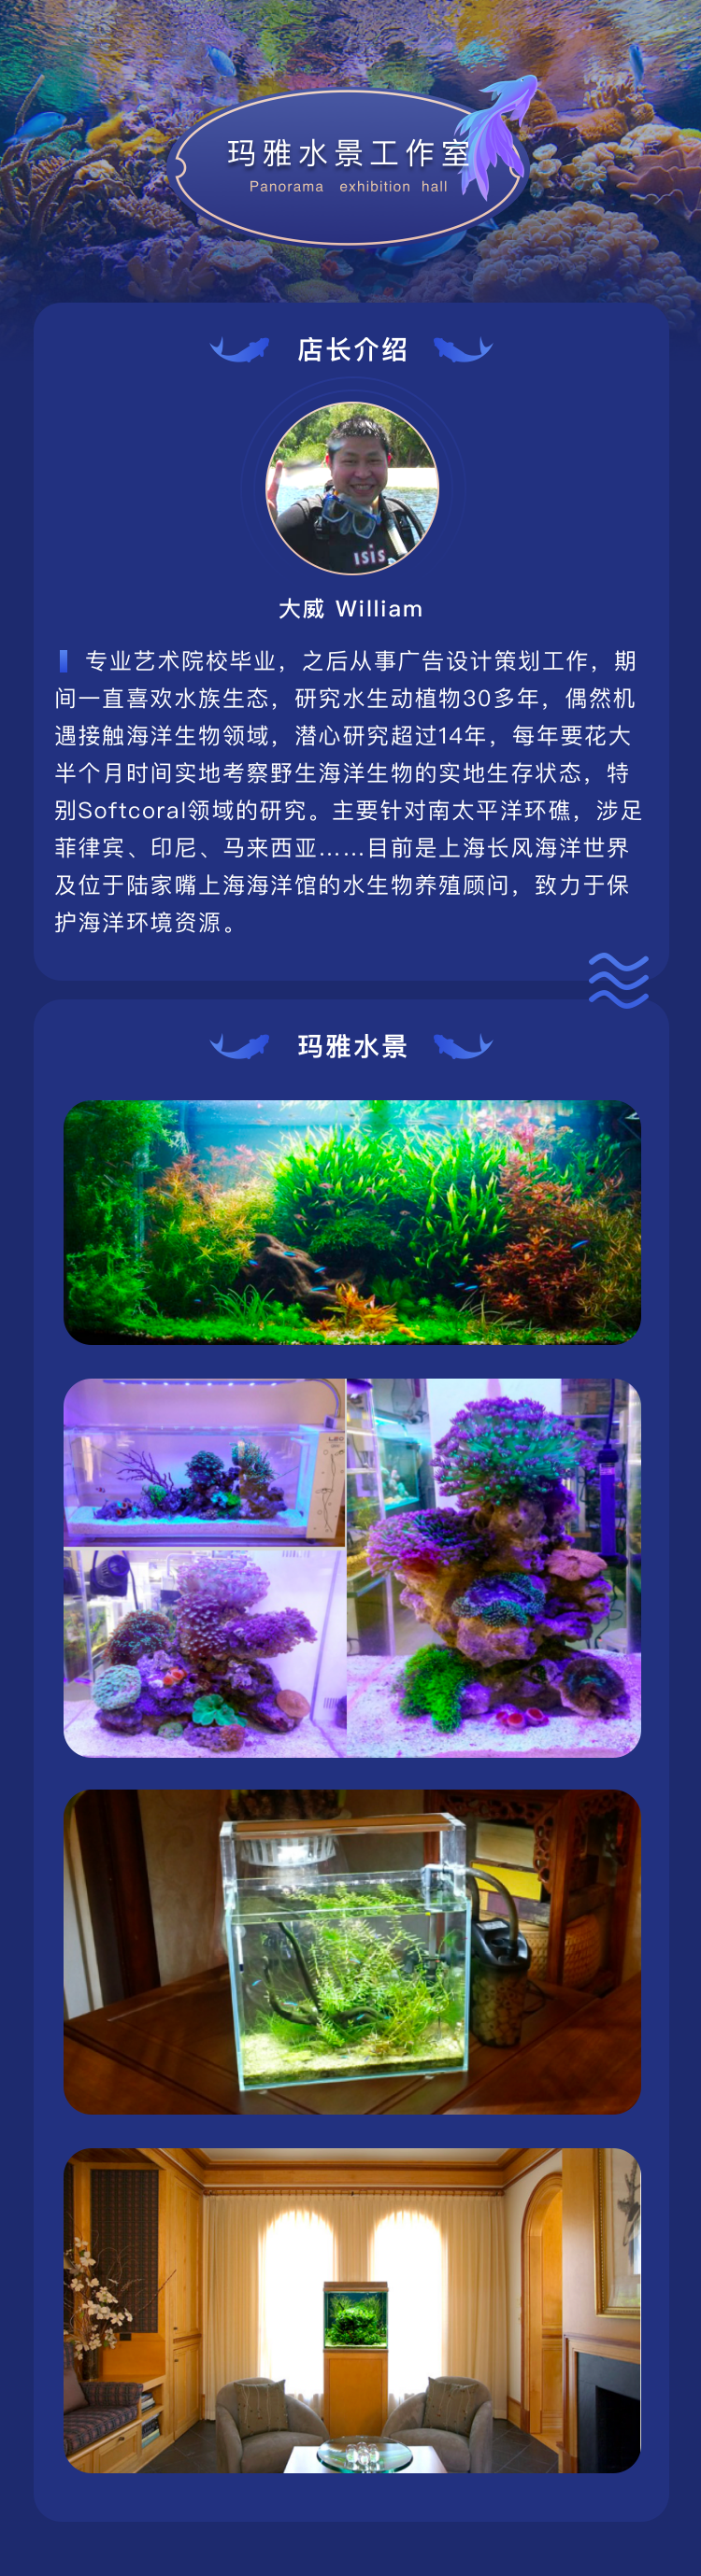 玛雅水景工作室
Panorama exhibition hall
店长介绍
ISIS
大威 William
专业艺术院校毕业，之后从事广告设计策划工作，期
间一直喜欢水族生态，研究水生动植物30多年，偶然机
遇接触海洋生物领域，潜心研究超过14年，每年要花大
半个月时间实地考察野生海洋生物的实地生存状态，特
别Softcoral领域的研究。主要针对南太平洋环礁，涉足
菲律宾、印尼、马来西亚……目前是上海长风海洋世界
及位于陆家嘴上海海洋馆的水生物养殖顾问，致力于保
护海洋环境资源。
玛雅水景
LED